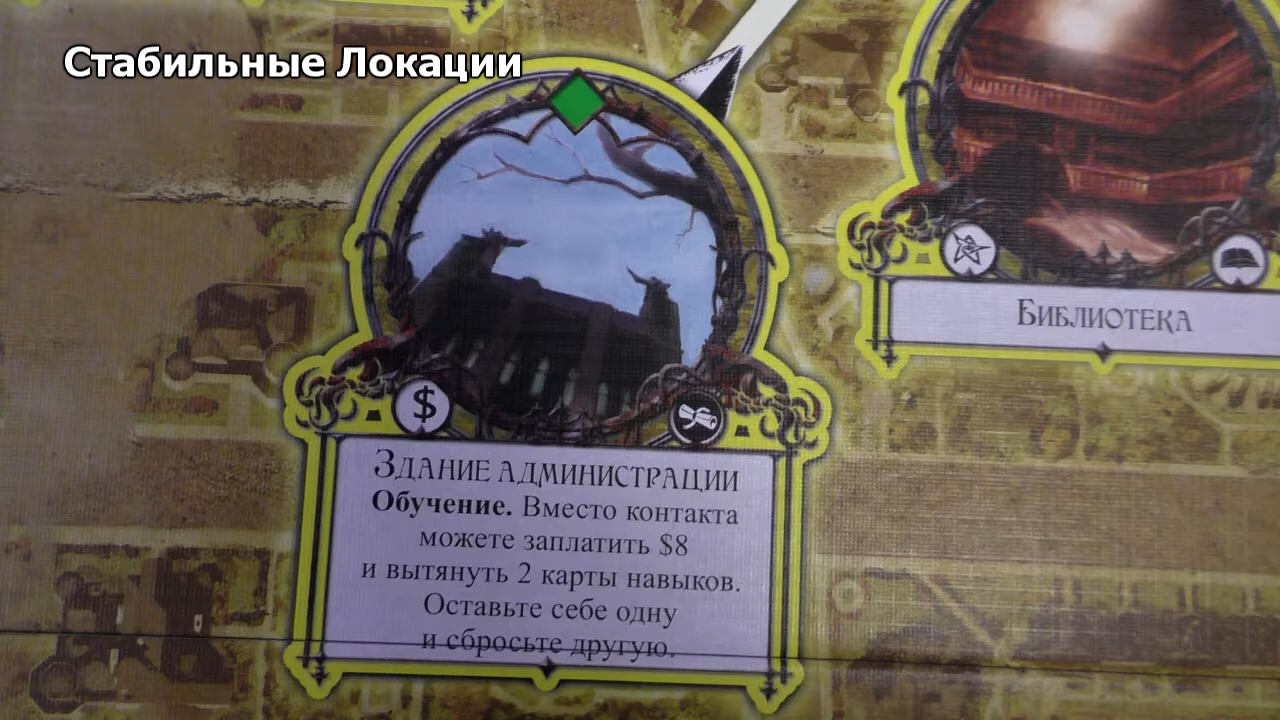 Стабильные Локации
$
Библиотека
Здание администрации
Обучение. Вместо контакта
можете заплатить $8
и вытянуть 2 карты навыков.
Оставьте себе одну
и сбросьте другую.